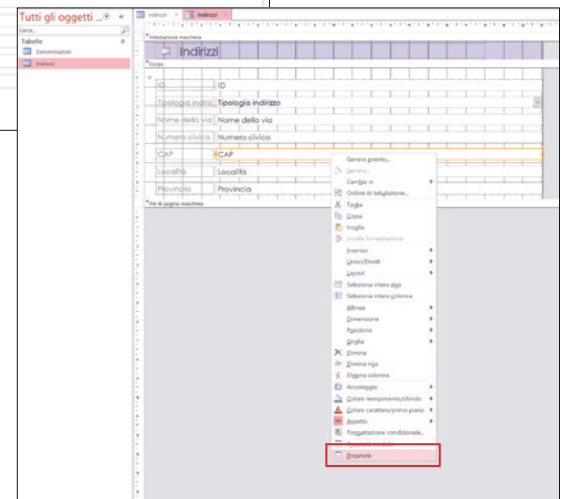 Tutti gli oggetti ...
Cerca...
Tabelle
Denominazioni
Indirizzi
Indirizzi
Indirizzi
Intestazione maschera
Indirizzi
Corpo
ID ID
Tipologia indiriz Tipologia indirizzo
Nome della via Nome della via
Numero civico Numero civico
CAP CAP
Località Località
Provincia Provincia
Piè di pagina maschera
Genera evento...
Genera...
Cambia in
Ordine di tabulazione...
Taglia
Copia
Incolla
Incolla formattazione
Inserisci
Unisci/Dividi
Layout
Seleziona intera riga
Seleziona intera colonna
Allinea
Dimensione
Posizione
Griglia
Elimina
Elimina riga
Elimina colonna
Ancoraggio
Colore riempimento/sfondo
Colore carattere/primo piano
Aspetto
Formattazione condizionale...
Proprietà